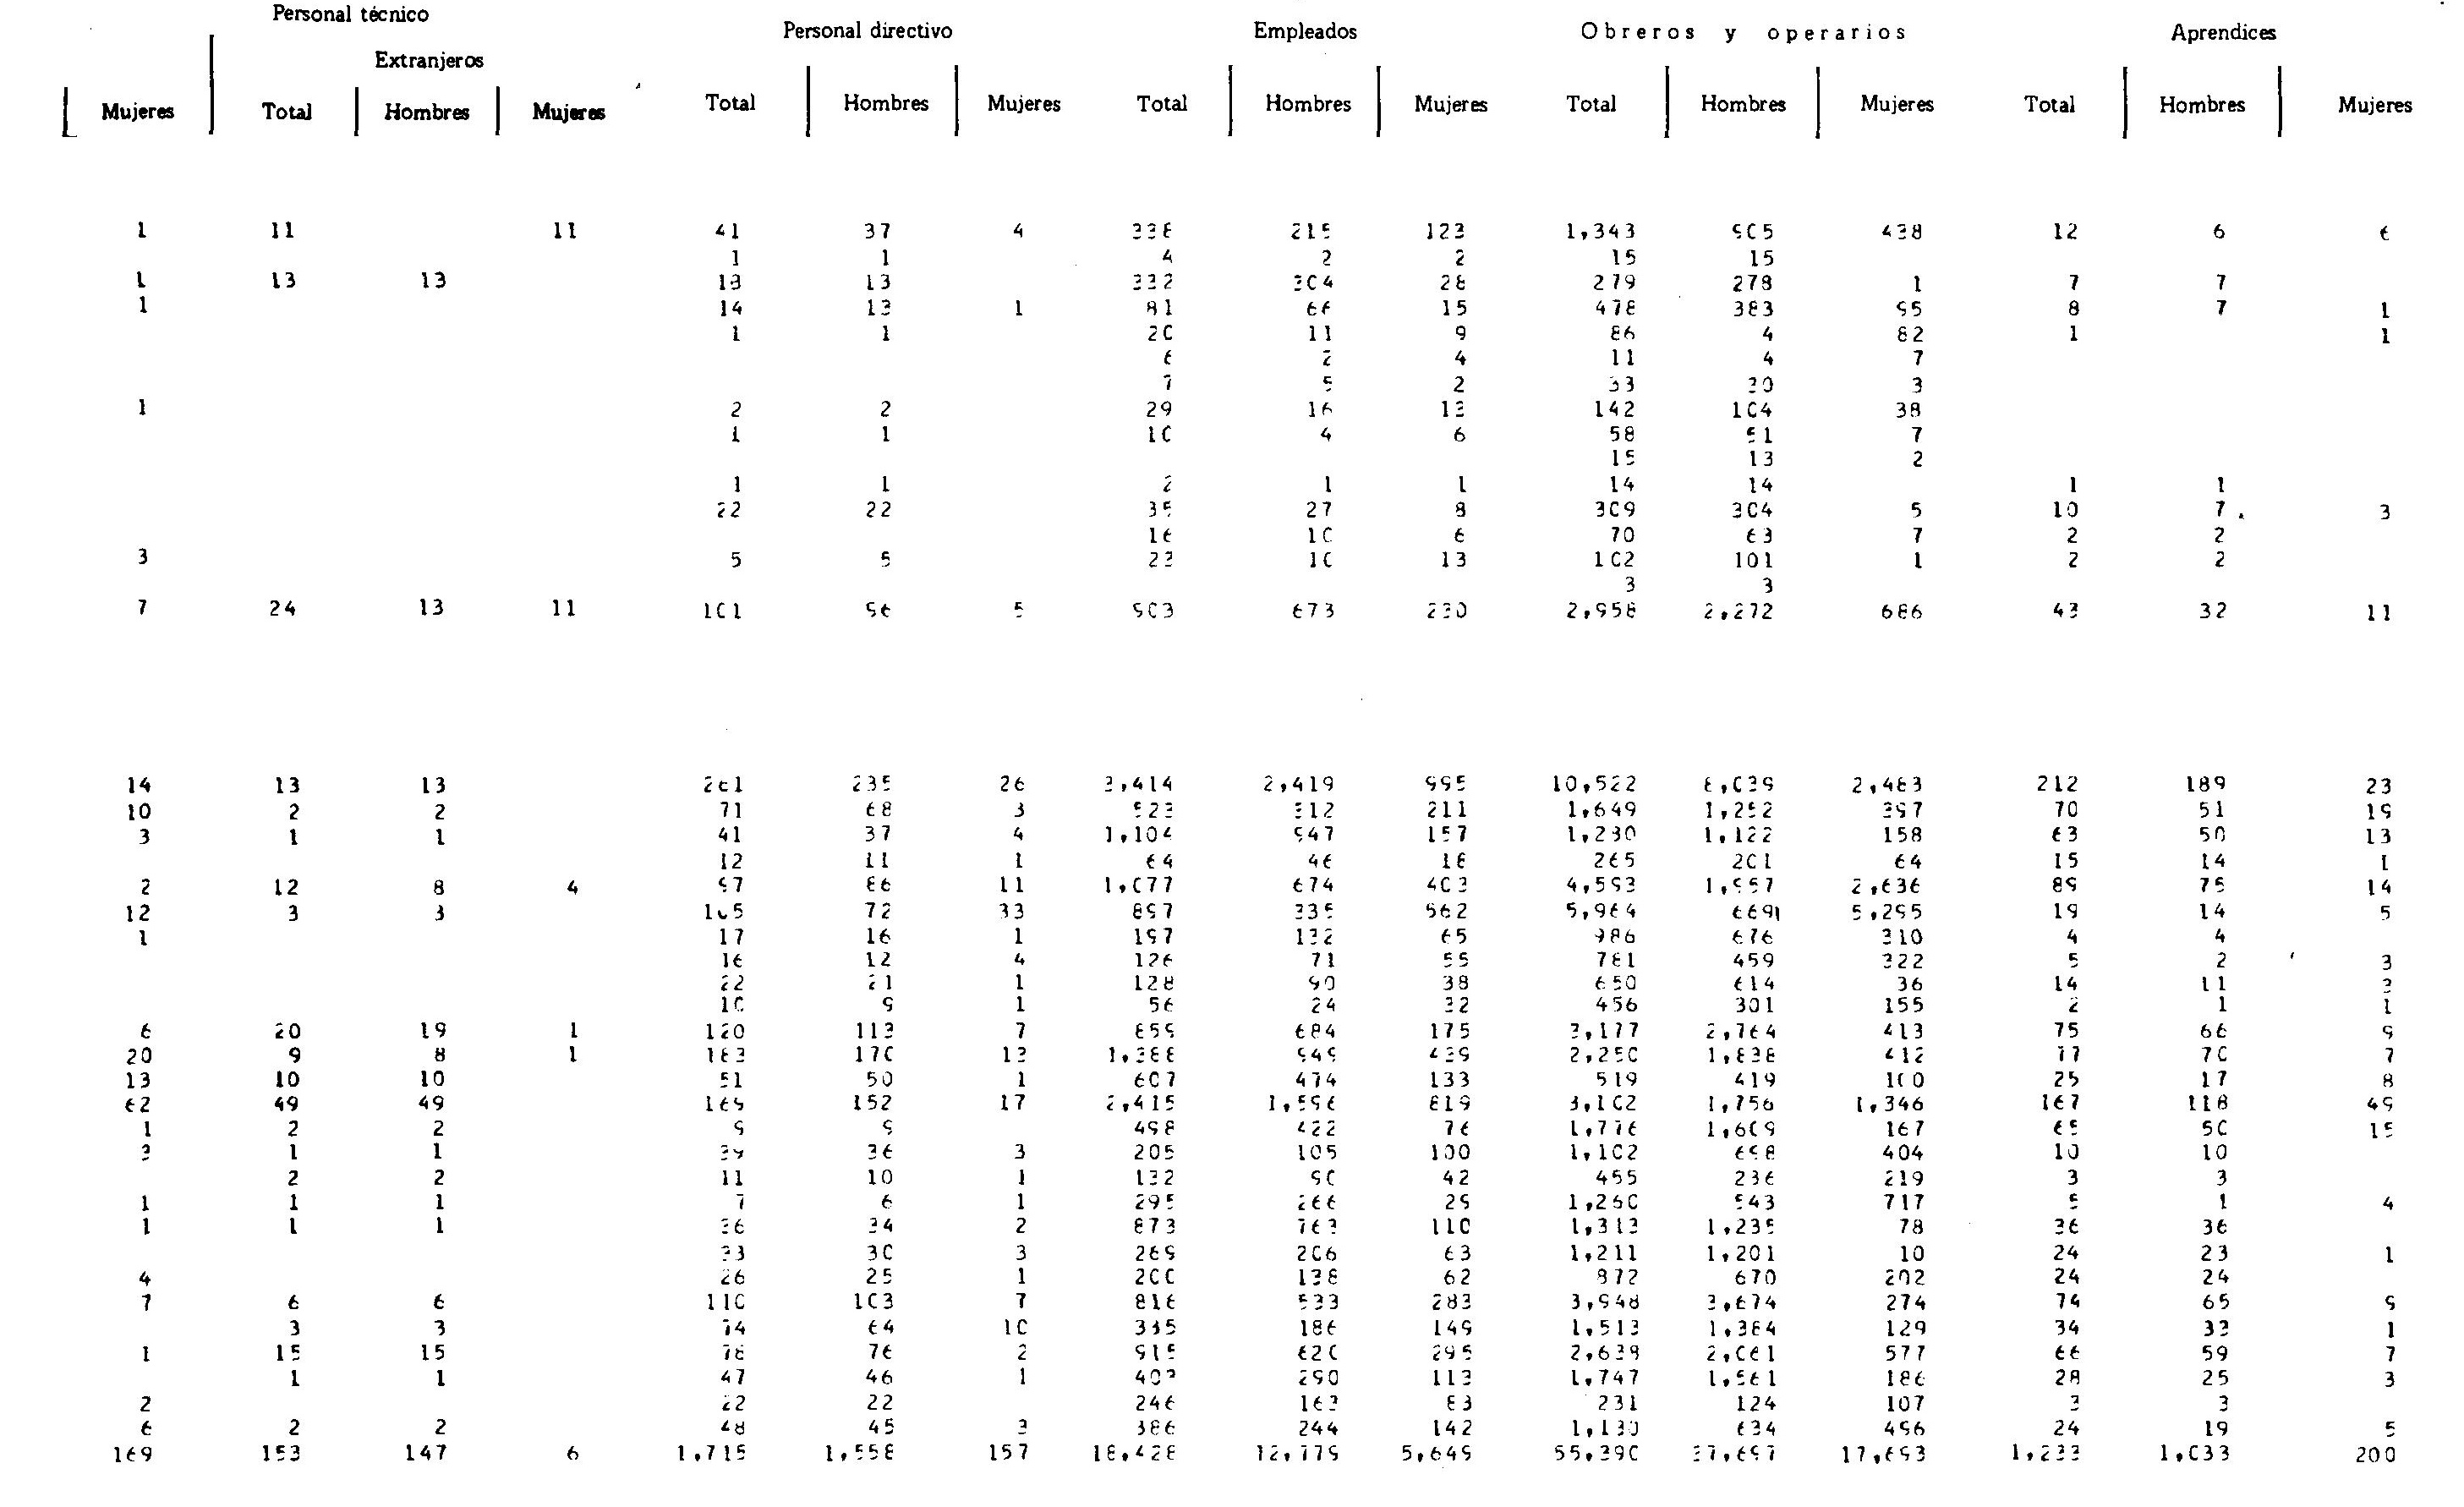 Personal técnico
Personal directivo Empleados Obreros y operarios Aprendices
Extranjeros
Mujeres Total Hombres Mujeres Total Hombres Mujeres Total Hombres Mujeres Total Hombres Mujeres Total Hombres Mujeres
1 11 11 41 37 4 338 215 123 1,343 905 438 12 6 6
1 1 4 2 2 15 15
1 13 13 13 13 332 304 28 279 278 1 7 7
1 14 13 1 81 66 15 478 383 95 8 7 1
1 1 20 11 9 86 4 82 1 1
6 2 4 11 4 7
7 5 2 33 30 3
1 2 2 29 16 13 142 104 38
1 1 10 4 6 58 51 7
15 13 2
1 1 2 1 1 14 14 1 1
22 22 35 27 8 309 304 5 10 7 3
16 10 6 70 63 7 2 2
3 5 5 23 10 13 102 101 1 2 2
3 3
7 24 13 11 101 96 5 903 673 230 2,958 2,272 686 43 32 11
14 13 13 261 235 26 3,414 2,419 995 10,522 8,039 2,483 212 189 23
10 2 2 71 68 3 523 312 211 1,649 1,252 397 70 51 19
3 1 1 41 37 4 1,104 947 157 1,280 1,122 158 63 50 13
12 11 1 64 46 18 265 201 64 15 14 1
2 12 8 4 97 86 11 1,077 674 403 4,593 1,957 2,636 89 75 14
12 3 3 105 72 33 897 335 562 5,964 669 5,295 19 14 5
1 17 16 1 197 132 65 986 676 310 4 4
16 12 4 126 71 55 781 459 322 5 2 3
22 21 1 128 90 38 650 614 36 14 11 3
10 9 1 56 24 32 456 301 155 2 1 1
6 20 19 1 120 113 7 859 684 175 3,177 2,764 413 75 66 9
20 9 8 1 183 170 13 1,388 949 439 2,250 1,838 412 77 70 7
13 10 10 51 50 1 607 474 133 519 419 100 25 17 8
62 49 49 169 152 17 2,415 1,596 819 3,102 1,756 1,346 167 118 49
1 2 2 9 9 498 422 76 1,776 1,609 167 65 50 15
3 1 1 39 36 3 205 105 100 1,102 698 404 10 10
2 2 11 10 1 132 90 42 455 236 219 3 3
1 1 1 7 6 1 295 266 29 1,260 543 717 5 1 4
1 1 1 36 34 2 873 763 110 1,313 1,235 78 36 36
33 30 3 269 206 63 1,211 1,201 10 24 23 1
4 26 25 1 200 138 62 872 670 202 24 24
7 6 6 110 103 7 816 533 283 3,948 3,674 274 74 65 9
3 3 74 64 10 335 186 149 1,513 1,384 129 34 33 1
1 15 15 78 76 2 915 620 295 2,638 2,061 577 66 59 7
1 1 47 46 1 403 290 113 1,747 1,561 186 28 25 3
2 22 22 246 163 83 231 124 107 3 3
6 2 2 48 45 3 386 244 142 1,130 634 496 24 19 5
169 153 147 6 1,715 1,558 157 18,428 12,779 5,649 55,390 37,697 17,693 1,233 1,033 200